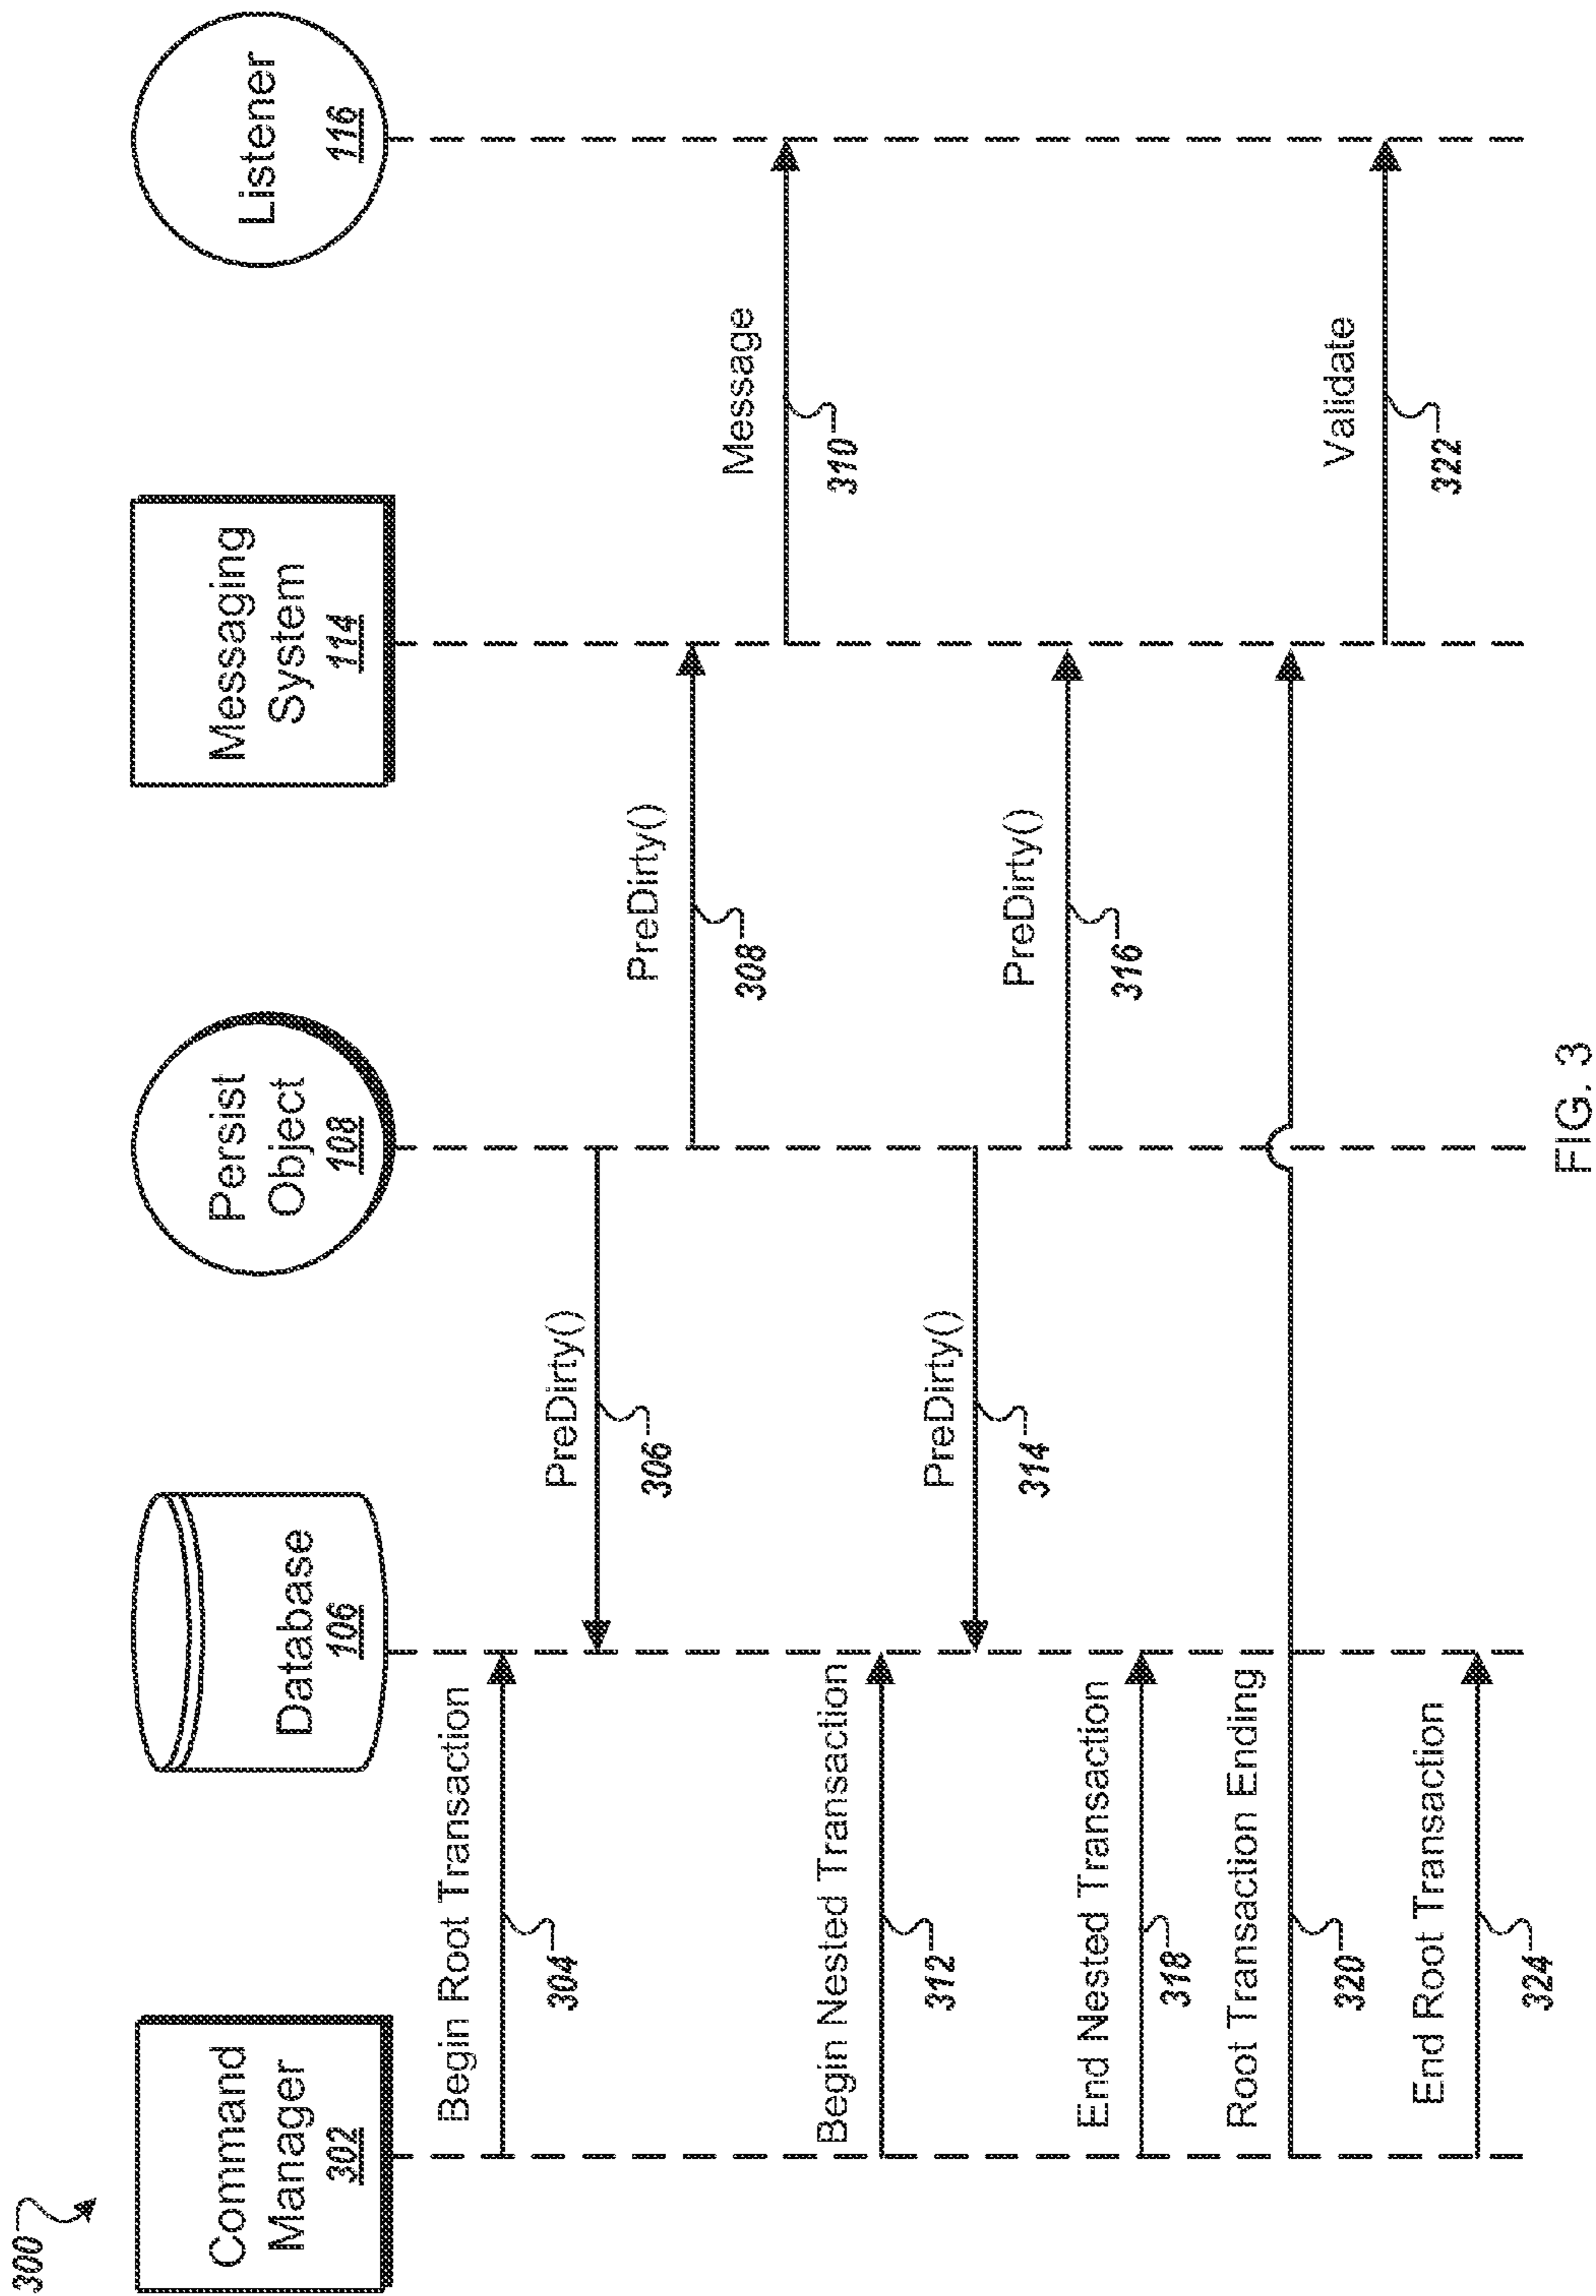 300
Command
Manager
302
Database
106
Persist
Object
108
Messaging
System
114
Listener
116
Begin Root Transaction
304
PreDirty()
306
PreDirty()
308
Message
310
Begin Nested Transaction
312
PreDirty()
314
PreDirty()
316
End Nested Transaction
318
Root Transaction Ending
320
Validate
322
End Root Transaction
324
FIG. 3